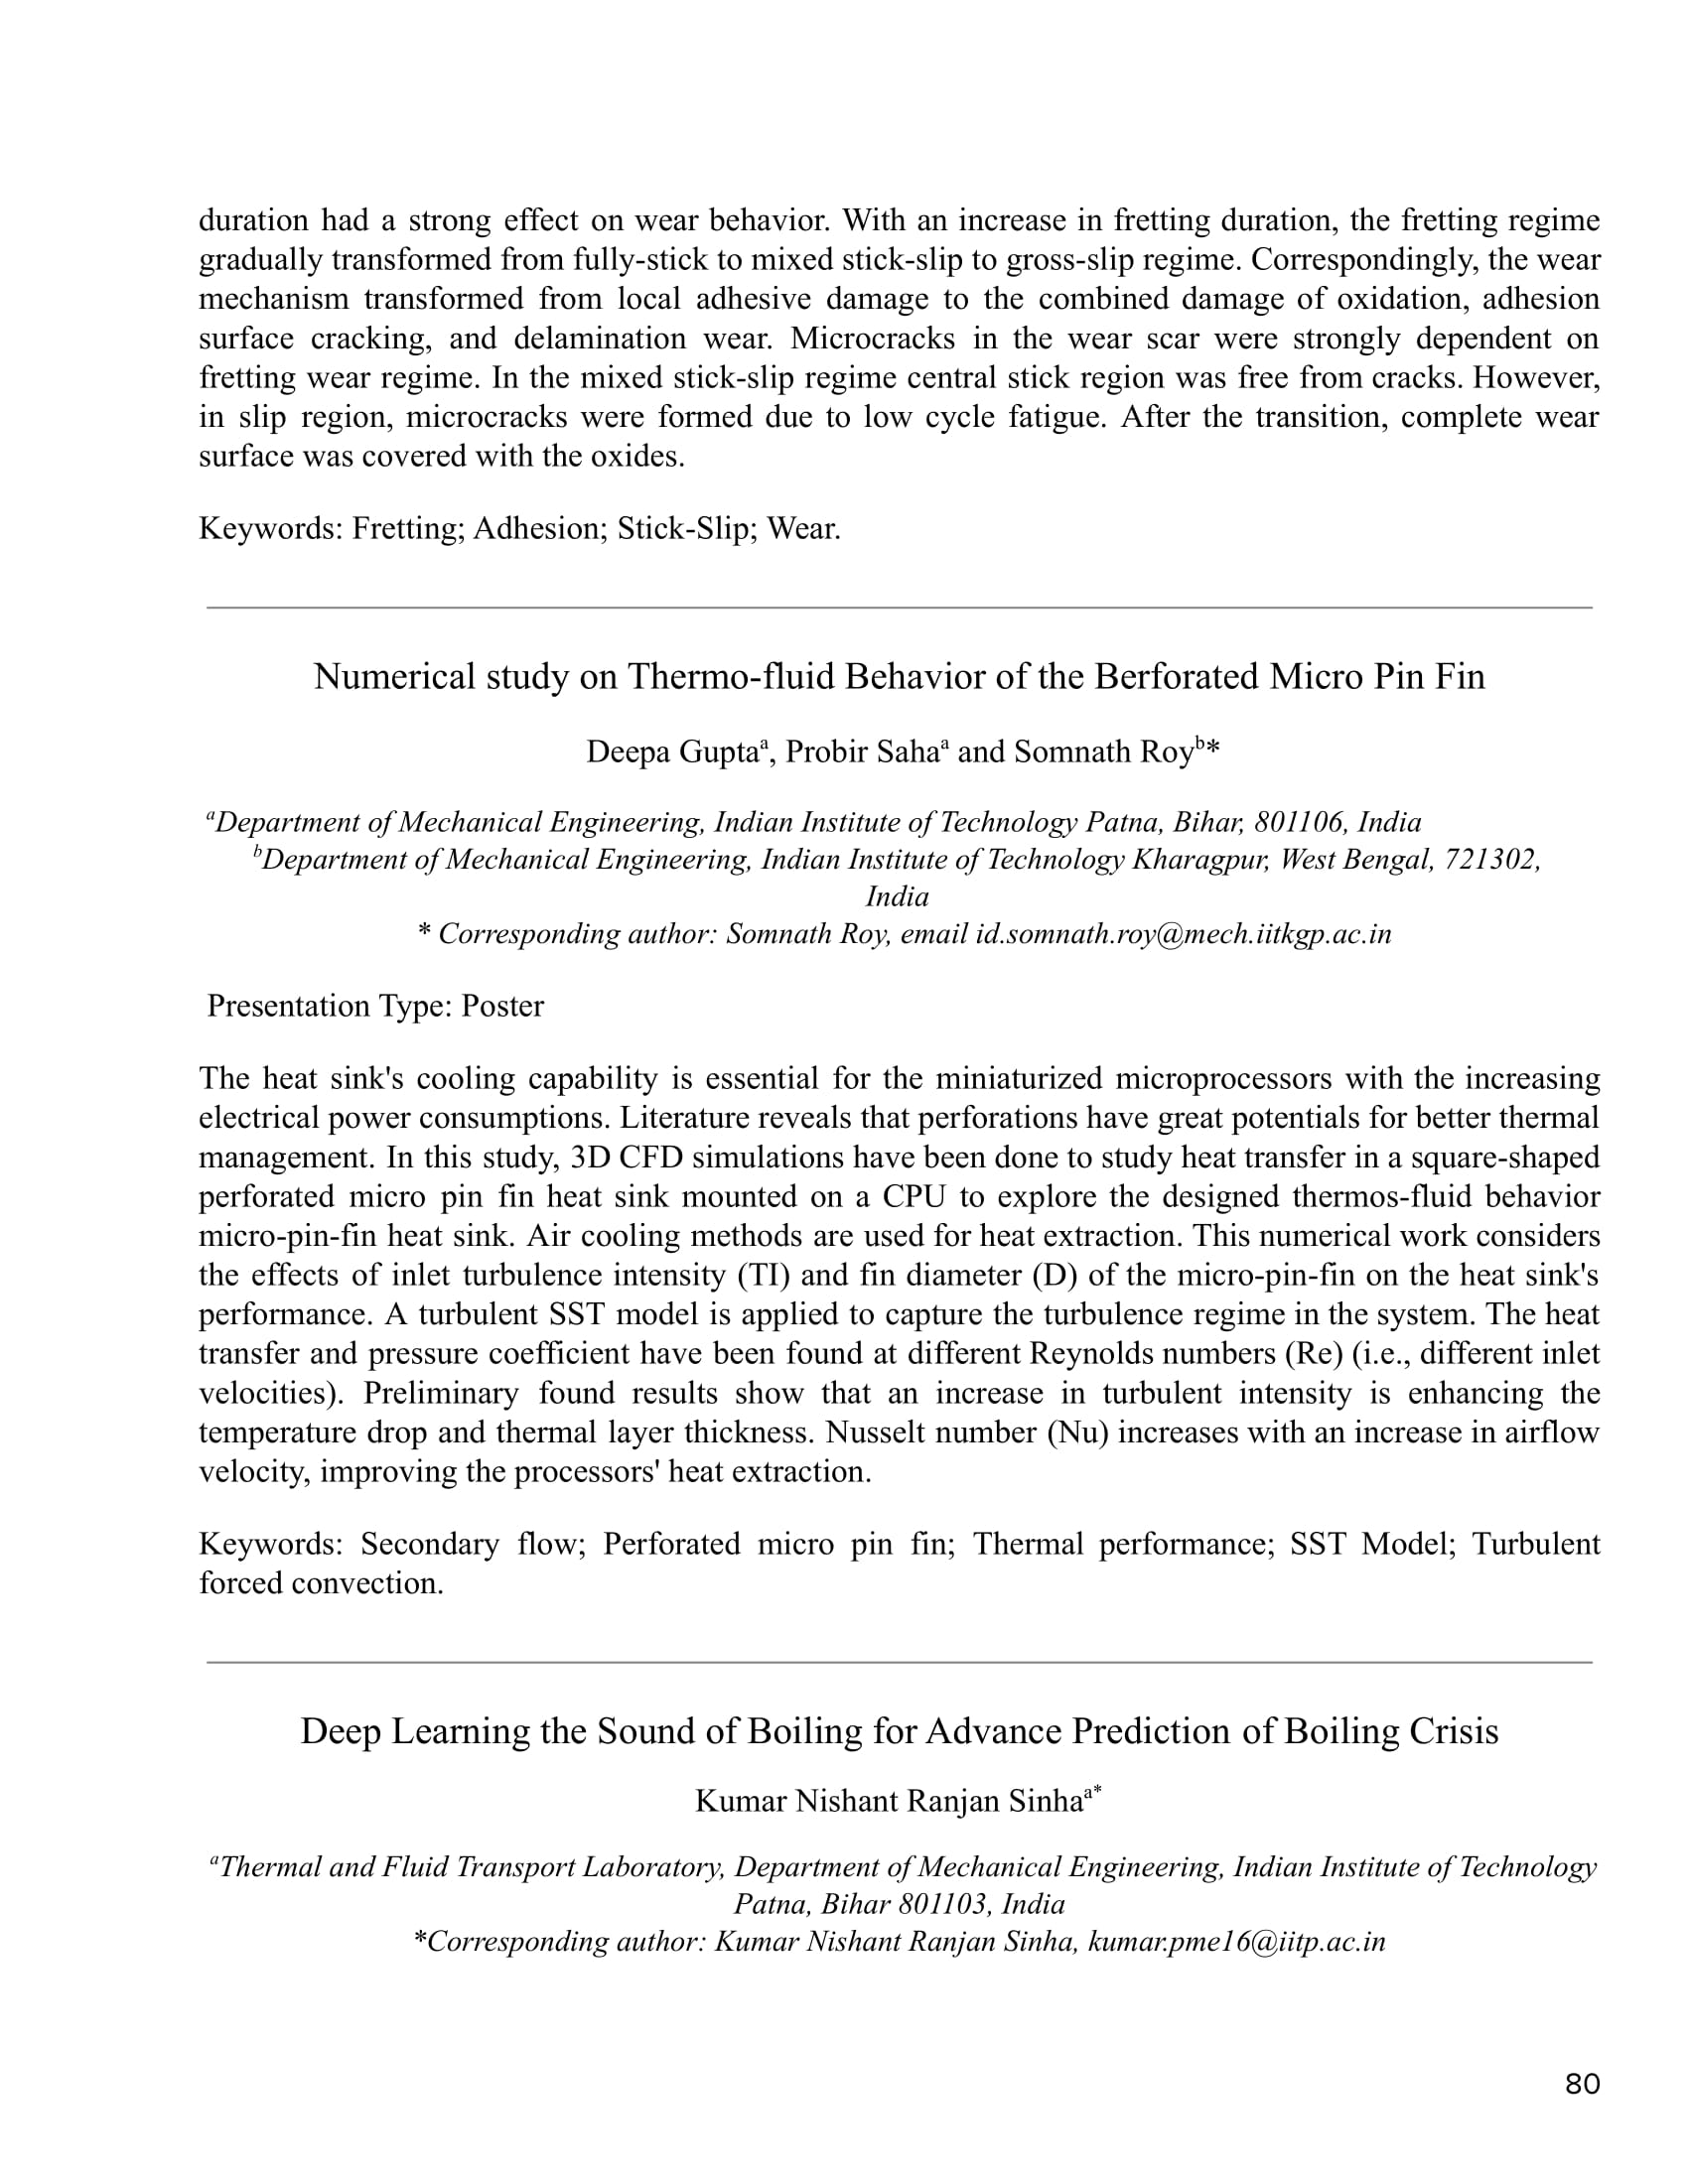 duration had a strong effect on wear behavior. With an increase in fretting duration, the fretting regime
gradually transformed from fully-stick to mixed stick-slip to gross-slip regime. Correspondingly, the wear
mechanism transformed from local adhesive damage to the combined damage of oxidation, adhesion
surface cracking, and delamination wear. Microcracks in the wear scar were strongly dependent on
fretting wear regime. In the mixed stick-slip regime central stick region was free from cracks. However,
in slip region, microcracks were formed due to low cycle fatigue. After the transition, complete wear
surface was covered with the oxides.
Keywords: Fretting; Adhesion; Stick-Slip; Wear.
Numerical study on Thermo-fluid Behavior of the Berforated Micro Pin Fin
Deepa Guptaᵃ, Probir Sahaᵃ and Somnath Royᵇ*
ᵃDepartment of Mechanical Engineering, Indian Institute of Technology Patna, Bihar, 801106, India
ᵇDepartment of Mechanical Engineering, Indian Institute of Technology Kharagpur, West Bengal, 721302,
India
* Corresponding author: Somnath Roy, email id.somnath.roy@mech.iitkgp.ac.in
Presentation Type: Poster
The heat sink's cooling capability is essential for the miniaturized microprocessors with the increasing
electrical power consumptions. Literature reveals that perforations have great potentials for better thermal
management. In this study, 3D CFD simulations have been done to study heat transfer in a square-shaped
perforated micro pin fin heat sink mounted on a CPU to explore the designed thermos-fluid behavior
micro-pin-fin heat sink. Air cooling methods are used for heat extraction. This numerical work considers
the effects of inlet turbulence intensity (TI) and fin diameter (D) of the micro-pin-fin on the heat sink's
performance. A turbulent SST model is applied to capture the turbulence regime in the system. The heat
transfer and pressure coefficient have been found at different Reynolds numbers (Re) (i.e., different inlet
velocities). Preliminary found results show that an increase in turbulent intensity is enhancing the
temperature drop and thermal layer thickness. Nusselt number (Nu) increases with an increase in airflow
velocity, improving the processors' heat extraction.
Keywords: Secondary flow; Perforated micro pin fin; Thermal performance; SST Model; Turbulent
forced convection.
Deep Learning the Sound of Boiling for Advance Prediction of Boiling Crisis
Kumar Nishant Ranjan Sinhaᵃ*
ᵃThermal and Fluid Transport Laboratory, Department of Mechanical Engineering, Indian Institute of Technology
Patna, Bihar 801103, India
*Corresponding author: Kumar Nishant Ranjan Sinha, kumar.pme16@iitp.ac.in
80